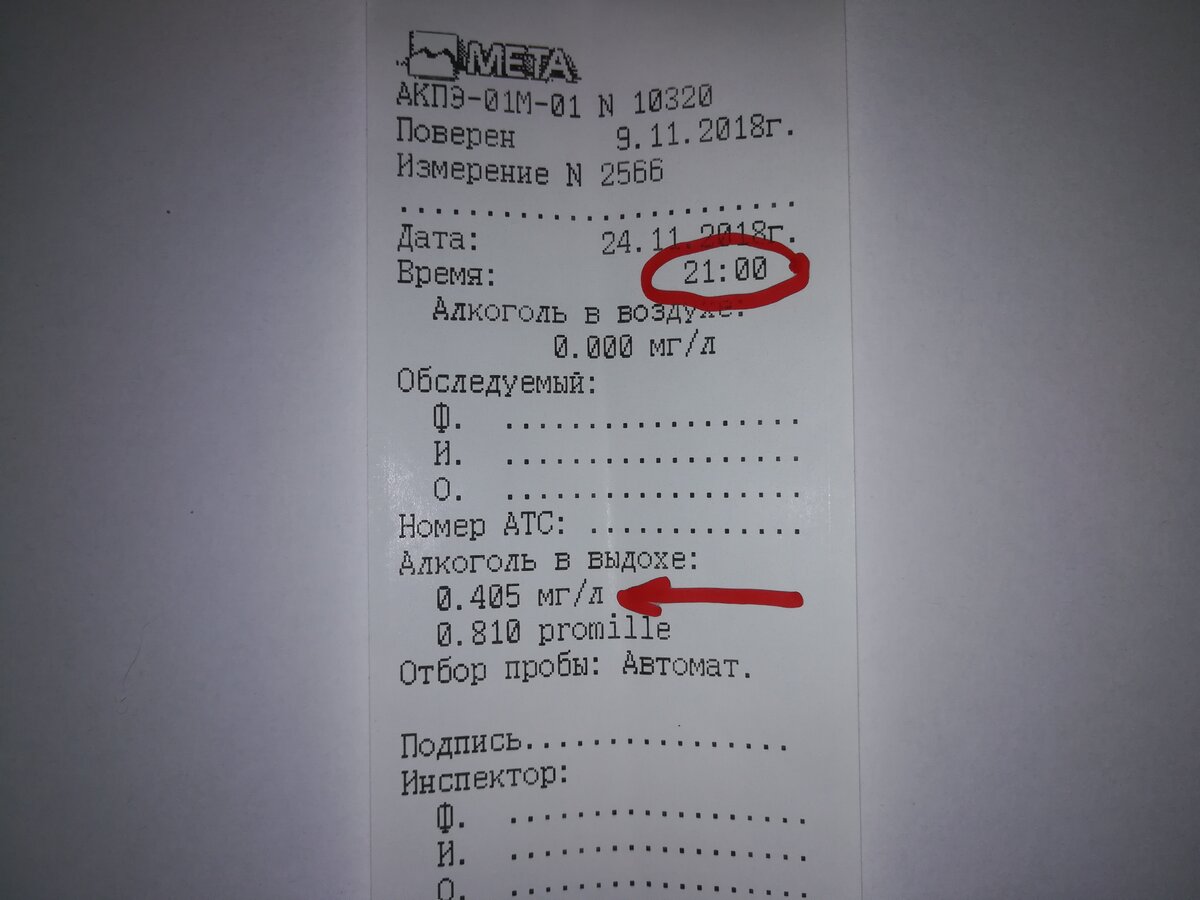 МЕТА
АКПЭ-01М-01 N 10320
Поверен 9.11.2018г.
Измерение N 2566
........................
Дата: 24.11.2018г.
Время: 21:00
Алкоголь в воздухе:
0.000 мг/л
Обследуемый:
Ф. ..................
И. ..................
О. ..................
Номер АТС: .............
Алкоголь в выдохе:
0.405 мг/л
0.810 promille
Отбор пробы: Автомат.
Подпись................
Инспектор:
Ф. ..................
И. ..................
О. ..................